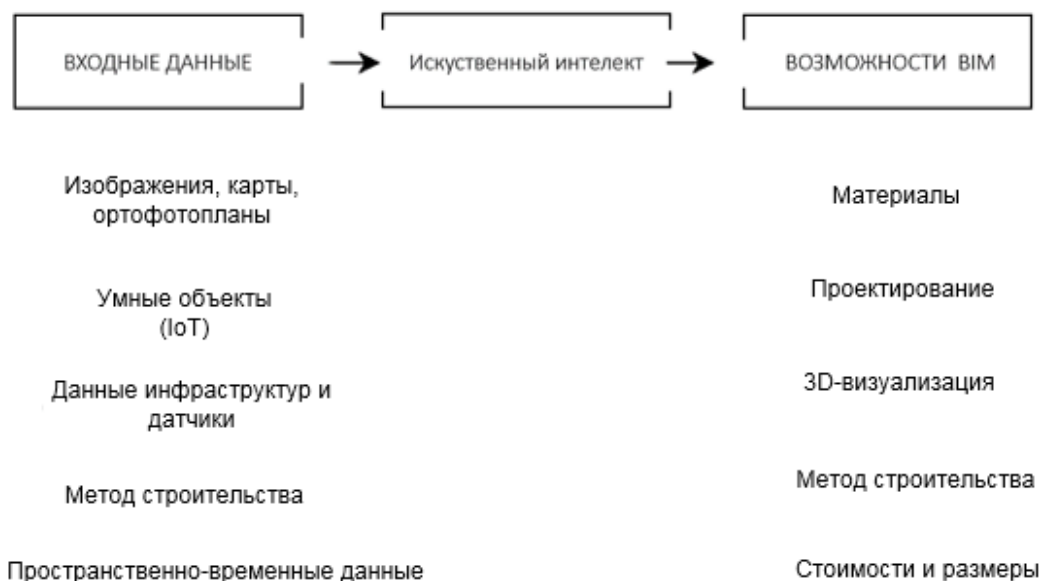 ВХОДНЫЕ ДАННЫЕ
Искуственный интелект
ВОЗМОЖНОСТИ BIM
Изображения, карты,
ортофотопланы
Умные объекты
(IoT)
Данные инфраструктур и
датчики
Метод строительства
Пространственно-временные данные
Материалы
Проектирование
3D-визуализация
Метод строительства
Стоимости и размеры